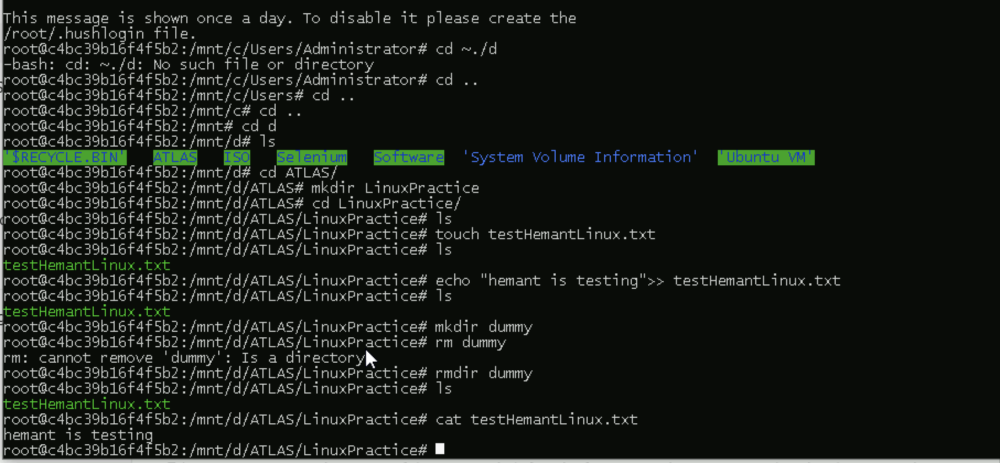 This message is shown once a day. To disable it please create the
/root/.hushlogin file.
root@c4bc39b16f4f5b2:/mnt/c/Users/Administrator# cd ~./d
-bash: cd: ~./d: No such file or directory
root@c4bc39b16f4f5b2:/mnt/c/Users/Administrator# cd ..
root@c4bc39b16f4f5b2:/mnt/c/Users# cd ..
root@c4bc39b16f4f5b2:/mnt/c# cd ..
root@c4bc39b16f4f5b2:/mnt# cd d
root@c4bc39b16f4f5b2:/mnt/d# ls
'$RECYCLE.BIN'   ATLAS   ISO   Selenium   Software  'System Volume Information'  'Ubuntu VM'
root@c4bc39b16f4f5b2:/mnt/d# cd ATLAS/
root@c4bc39b16f4f5b2:/mnt/d/ATLAS# mkdir LinuxPractice
root@c4bc39b16f4f5b2:/mnt/d/ATLAS# cd LinuxPractice/
root@c4bc39b16f4f5b2:/mnt/d/ATLAS/LinuxPractice# ls
root@c4bc39b16f4f5b2:/mnt/d/ATLAS/LinuxPractice# touch testHemantLinux.txt
root@c4bc39b16f4f5b2:/mnt/d/ATLAS/LinuxPractice# ls
testHemantLinux.txt
root@c4bc39b16f4f5b2:/mnt/d/ATLAS/LinuxPractice# echo "hemant is testing">> testHemantLinux.txt
root@c4bc39b16f4f5b2:/mnt/d/ATLAS/LinuxPractice# ls
testHemantLinux.txt
root@c4bc39b16f4f5b2:/mnt/d/ATLAS/LinuxPractice# mkdir dummy
root@c4bc39b16f4f5b2:/mnt/d/ATLAS/LinuxPractice# rm dummy
rm: cannot remove 'dummy': Is a directory
root@c4bc39b16f4f5b2:/mnt/d/ATLAS/LinuxPractice# rmdir dummy
root@c4bc39b16f4f5b2:/mnt/d/ATLAS/LinuxPractice# ls
testHemantLinux.txt
root@c4bc39b16f4f5b2:/mnt/d/ATLAS/LinuxPractice# cat testHemantLinux.txt
hemant is testing
root@c4bc39b16f4f5b2:/mnt/d/ATLAS/LinuxPractice#